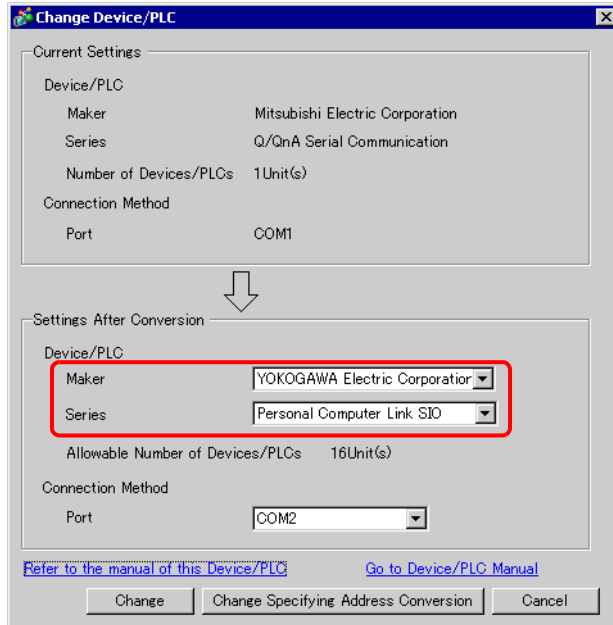 Change Device/PLC
Current Settings
Device/PLC
Maker Mitsubishi Electric Corporation
Series Q/QnA Serial Communication
Number of Devices/PLCs 1Unit(s)
Connection Method
Port COM1
Settings After Conversion
Device/PLC
Maker YOKOGAWA Electric Corporation
Series Personal Computer Link SIO
Allowable Number of Devices/PLCs 16Unit(s)
Connection Method
Port COM2
Refer to the manual of this Device/PLC Go to Device/PLC Manual
Change Change Specifying Address Conversion Cancel